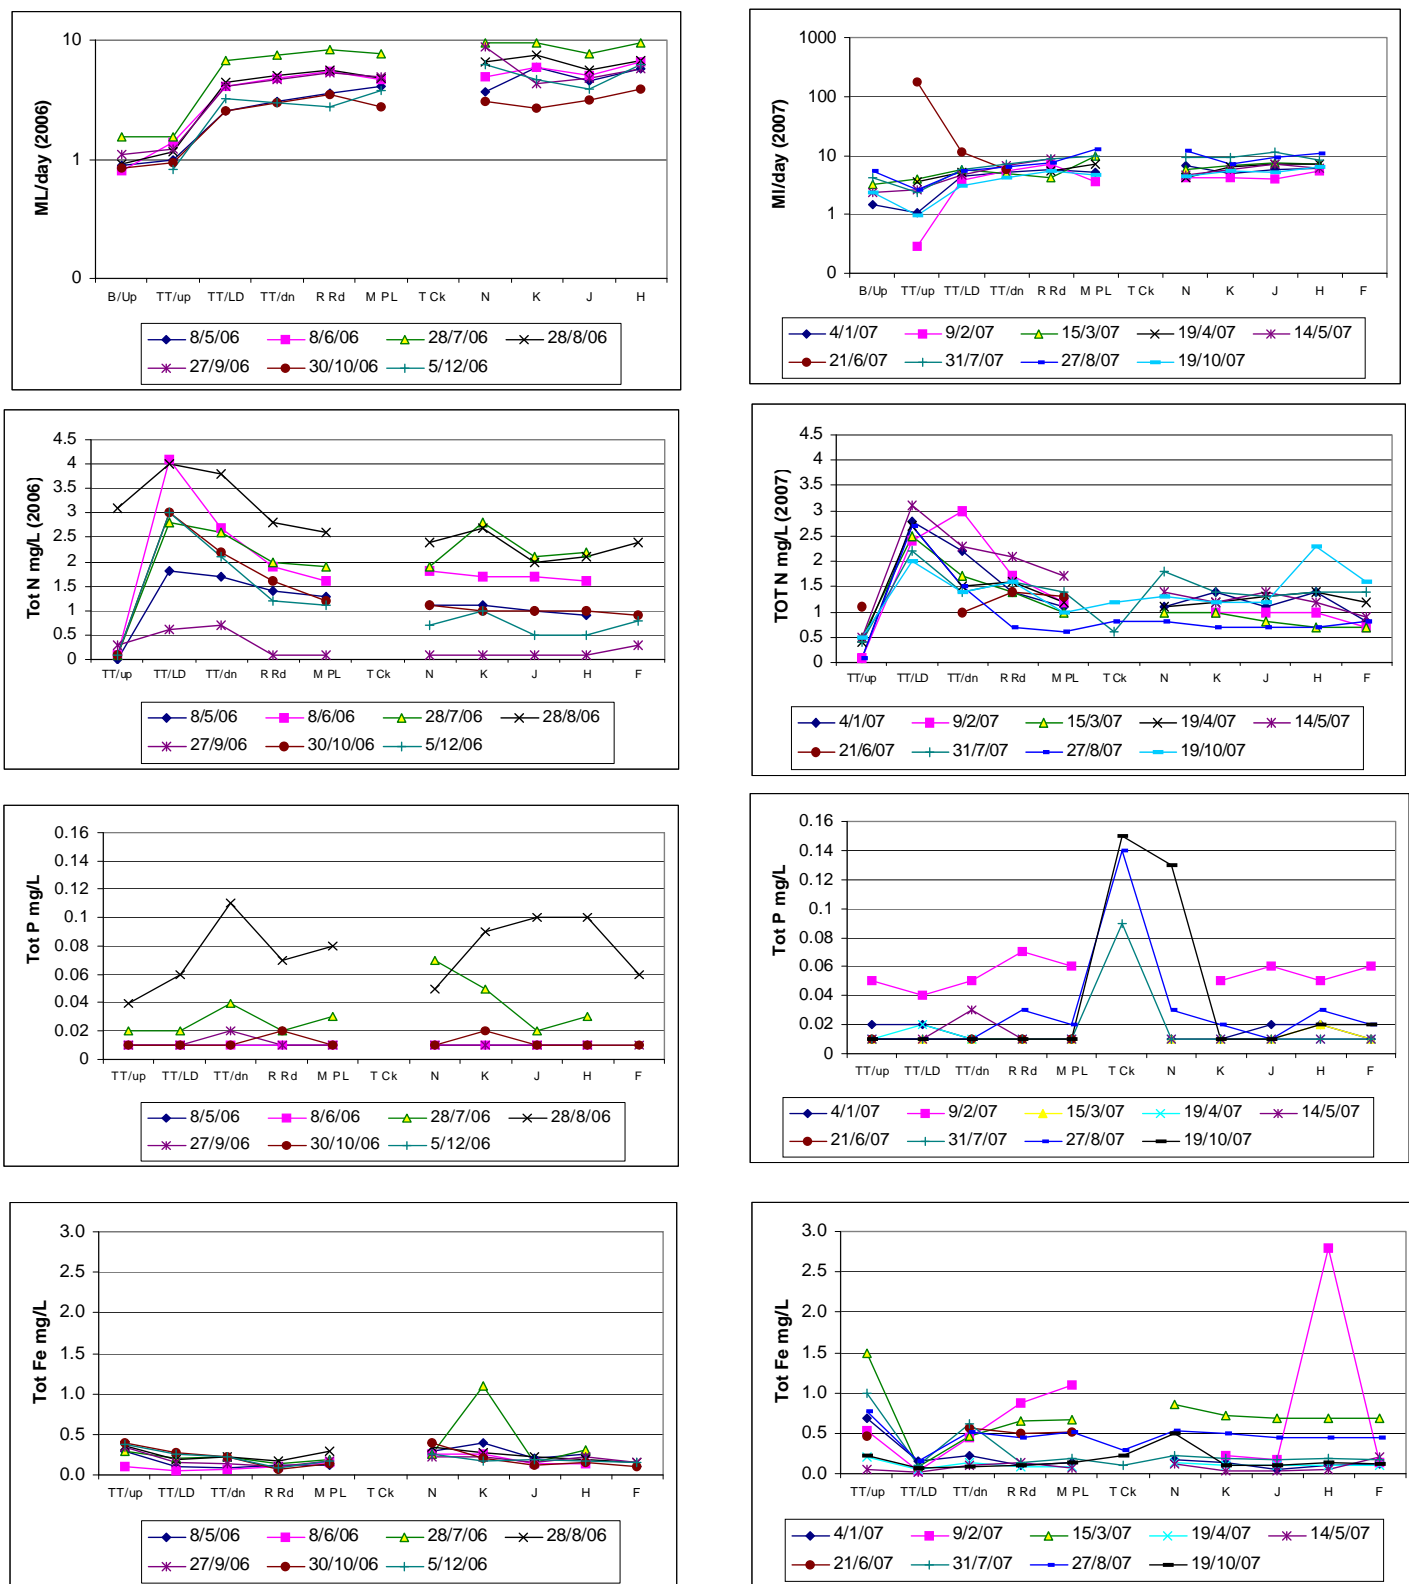 ML/day (2006)
10
1
0
B/Up TT/up TT/LD TT/dn R Rd M PL T Ck N K J H
8/5/06 8/6/06 28/7/06 28/8/06
27/9/06 30/10/06 5/12/06
Ml/day (2007)
1000
100
10
1
0
B/Up TT/up TT/LD TT/dn R Rd M PL T Ck N K J H F
4/1/07 9/2/07 15/3/07 19/4/07 14/5/07
21/6/07 31/7/07 27/8/07 19/10/07
Tot N mg/L (2006)
4.5
4
3.5
3
2.5
2
1.5
1
0.5
0
TT/up TT/LD TT/dn R Rd M PL T Ck N K J H F
8/5/06 8/6/06 28/7/06 28/8/06
27/9/06 30/10/06 5/12/06
TOT N mg/L (2007)
4.5
4
3.5
3
2.5
2
1.5
1
0.5
0
TT/up TT/LD TT/dn R Rd M PL T Ck N K J H F
4/1/07 9/2/07 15/3/07 19/4/07 14/5/07
21/6/07 31/7/07 27/8/07 19/10/07
Tot P mg/L
0.16
0.14
0.12
0.1
0.08
0.06
0.04
0.02
0
TT/up TT/LD TT/dn R Rd M PL T Ck N K J H F
8/5/06 8/6/06 28/7/06 28/8/06
27/9/06 30/10/06 5/12/06
Tot P mg/L
0.16
0.14
0.12
0.1
0.08
0.06
0.04
0.02
0
TT/up TT/LD TT/dn R Rd M PL T Ck N K J H F
4/1/07 9/2/07 15/3/07 19/4/07 14/5/07
21/6/07 31/7/07 27/8/07 19/10/07
Tot Fe mg/L
3.0
2.5
2.0
1.5
1.0
0.5
0.0
TT/up TT/LD TT/dn R Rd M PL T Ck N K J H F
8/5/06 8/6/06 28/7/06 28/8/06
27/9/06 30/10/06 5/12/06
Tot Fe mg/L
3.0
2.5
2.0
1.5
1.0
0.5
0.0
TT/up TT/LD TT/dn R Rd M PL T Ck N K J H F
4/1/07 9/2/07 15/3/07 19/4/07 14/5/07
21/6/07 31/7/07 27/8/07 19/10/07